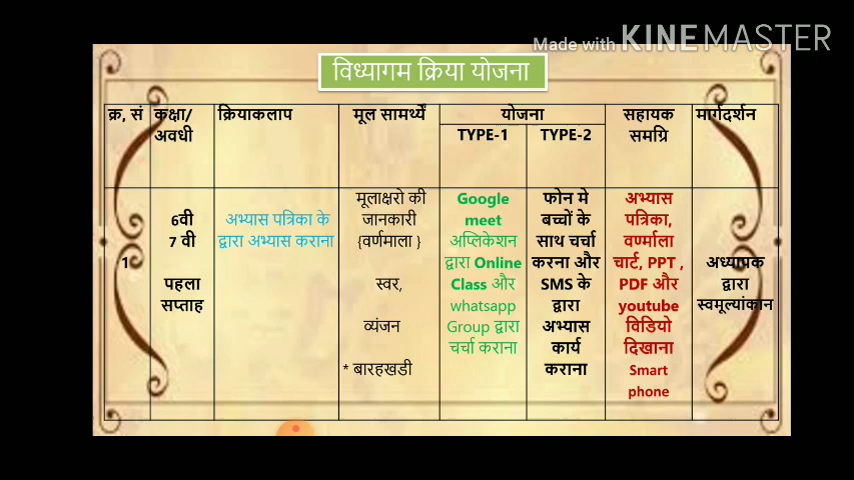 Made with KINEMASTER
विध्यागम क्रिया योजना
क्र, सं
कक्षा/
अवधी
क्रियाकलाप
मूल सामर्थ्यें
योजना
TYPE-1
TYPE-2
सहायक
समग्रि
मार्गदर्शन
1
6वी
7 वी
पहला
सप्ताह
अभ्यास पत्रिका के
द्वारा अभ्यास कराना
मूलाक्षरो की
जानकारी
{वर्णमाला }
स्वर,
व्यंजन
* बारहखडी
Google
meet
अप्लिकेशन
द्वारा Online
Class और
whatsapp
Group द्वारा
चर्चा कराना
फोन मे
बच्चों के
साथ चर्चा
करना और
SMS के
द्वारा
अभ्यास
कार्य
कराना
अभ्यास
पत्रिका,
वर्ण्माला
चार्ट, PPT ,
PDF और
youtube
विडियो
दिखाना
Smart
phone
अध्यापक
द्वारा
स्वमूल्यांकान